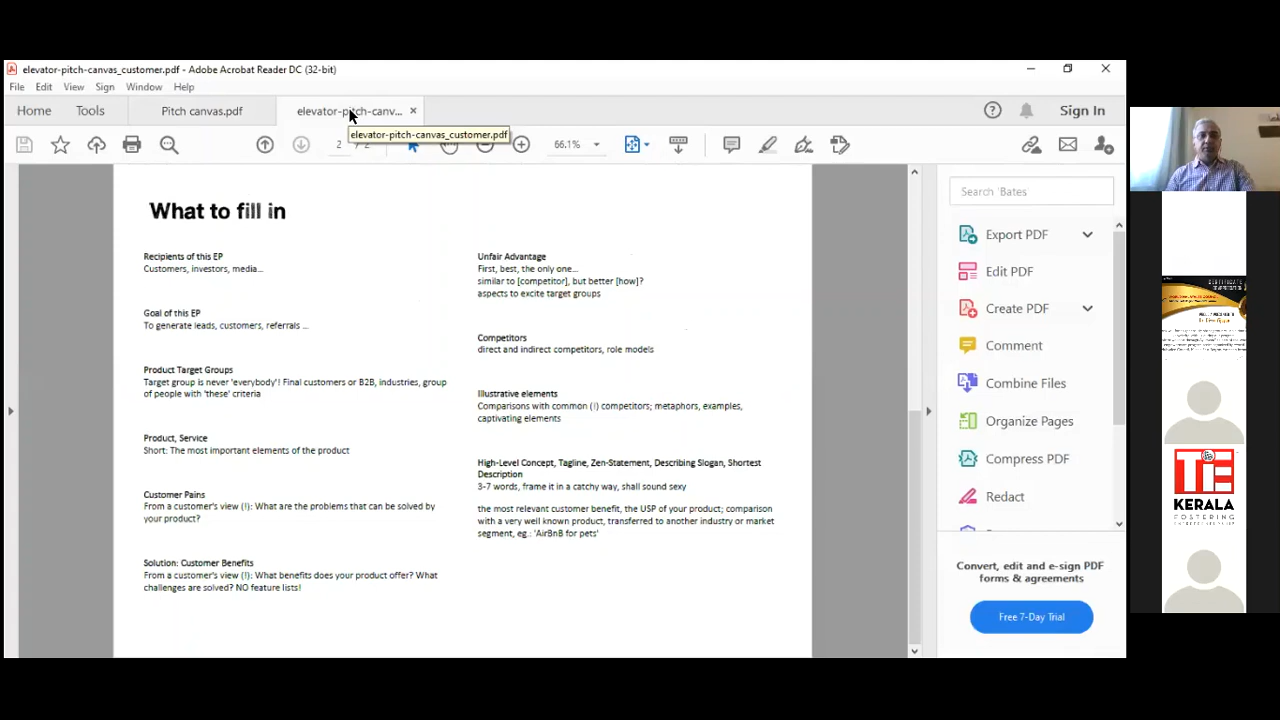 elevator-pitch-canvas_customer.pdf - Adobe Acrobat Reader DC (32-bit)
File Edit View Sign Window Help
Home Tools Pitch canvas.pdf elevator-pitch-canv... ×
Sign In
elevator-pitch-canvas_customer.pdf
2 / 2
66.1%
What to fill in
Recipients of this EP
Customers, investors, media...
Goal of this EP
To generate leads, customers, referrals ...
Product Target Groups
Target group is never 'everybody'! Final customers or B2B, industries, group
of people with 'these' criteria
Product, Service
Short: The most important elements of the product
Customer Pains
From a customer's view (!): What are the problems that can be solved by
your product?
Solution: Customer Benefits
From a customer's view (!): What benefits does your product offer? What
challenges are solved? NO feature lists!
Unfair Advantage
First, best, the only one...
similar to [competitor], but better [how]?
aspects to excite target groups
Competitors
direct and indirect competitors, role models
Illustrative elements
Comparisons with common (!) competitors; metaphors, examples,
captivating elements
High-Level Concept, Tagline, Zen-Statement, Describing Slogan, Shortest
Description
3-7 words, frame it in a catchy way, shall sound sexy
the most relevant customer benefit, the USP of your product; comparison
with a very well known product, transferred to another industry or market
segment, eg.: 'AirBnB for pets'
Search 'Bates
Export PDF
Edit PDF
Create PDF
Comment
Combine Files
Organize Pages
Compress PDF
Redact
Convert, edit and e-sign PDF
forms & agreements
Free 7-Day Trial
CERTIFICATE
TiE
KERALA
FOSTERING